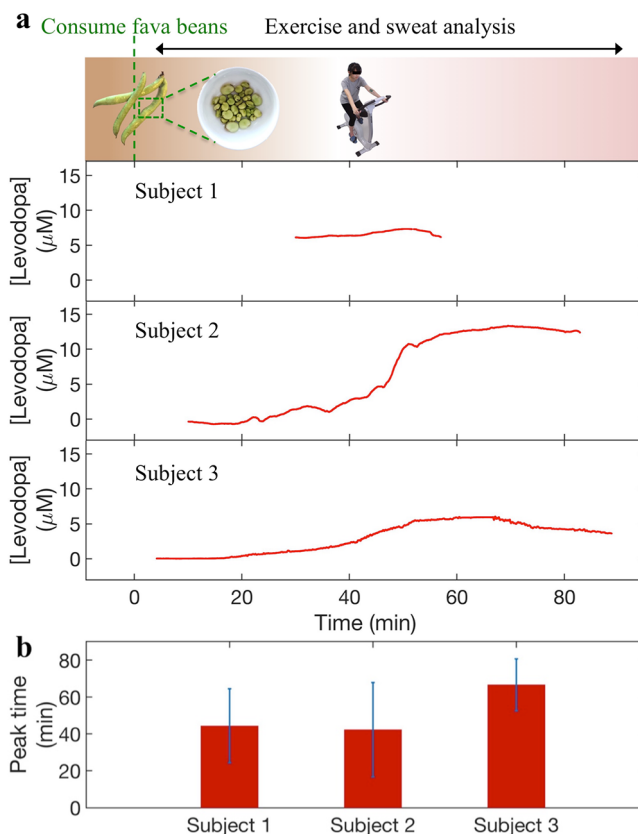 a
Consume fava beans
Exercise and sweat analysis
[Levodopa]
(μM)
15
10
5
0
Subject 1
[Levodopa]
(μM)
15
10
5
0
Subject 2
[Levodopa]
(μM)
15
10
5
0
Subject 3
0 20 40 60 80
Time (min)
b
Peak time
(min)
80
60
40
20
0
Subject 1 Subject 2 Subject 3